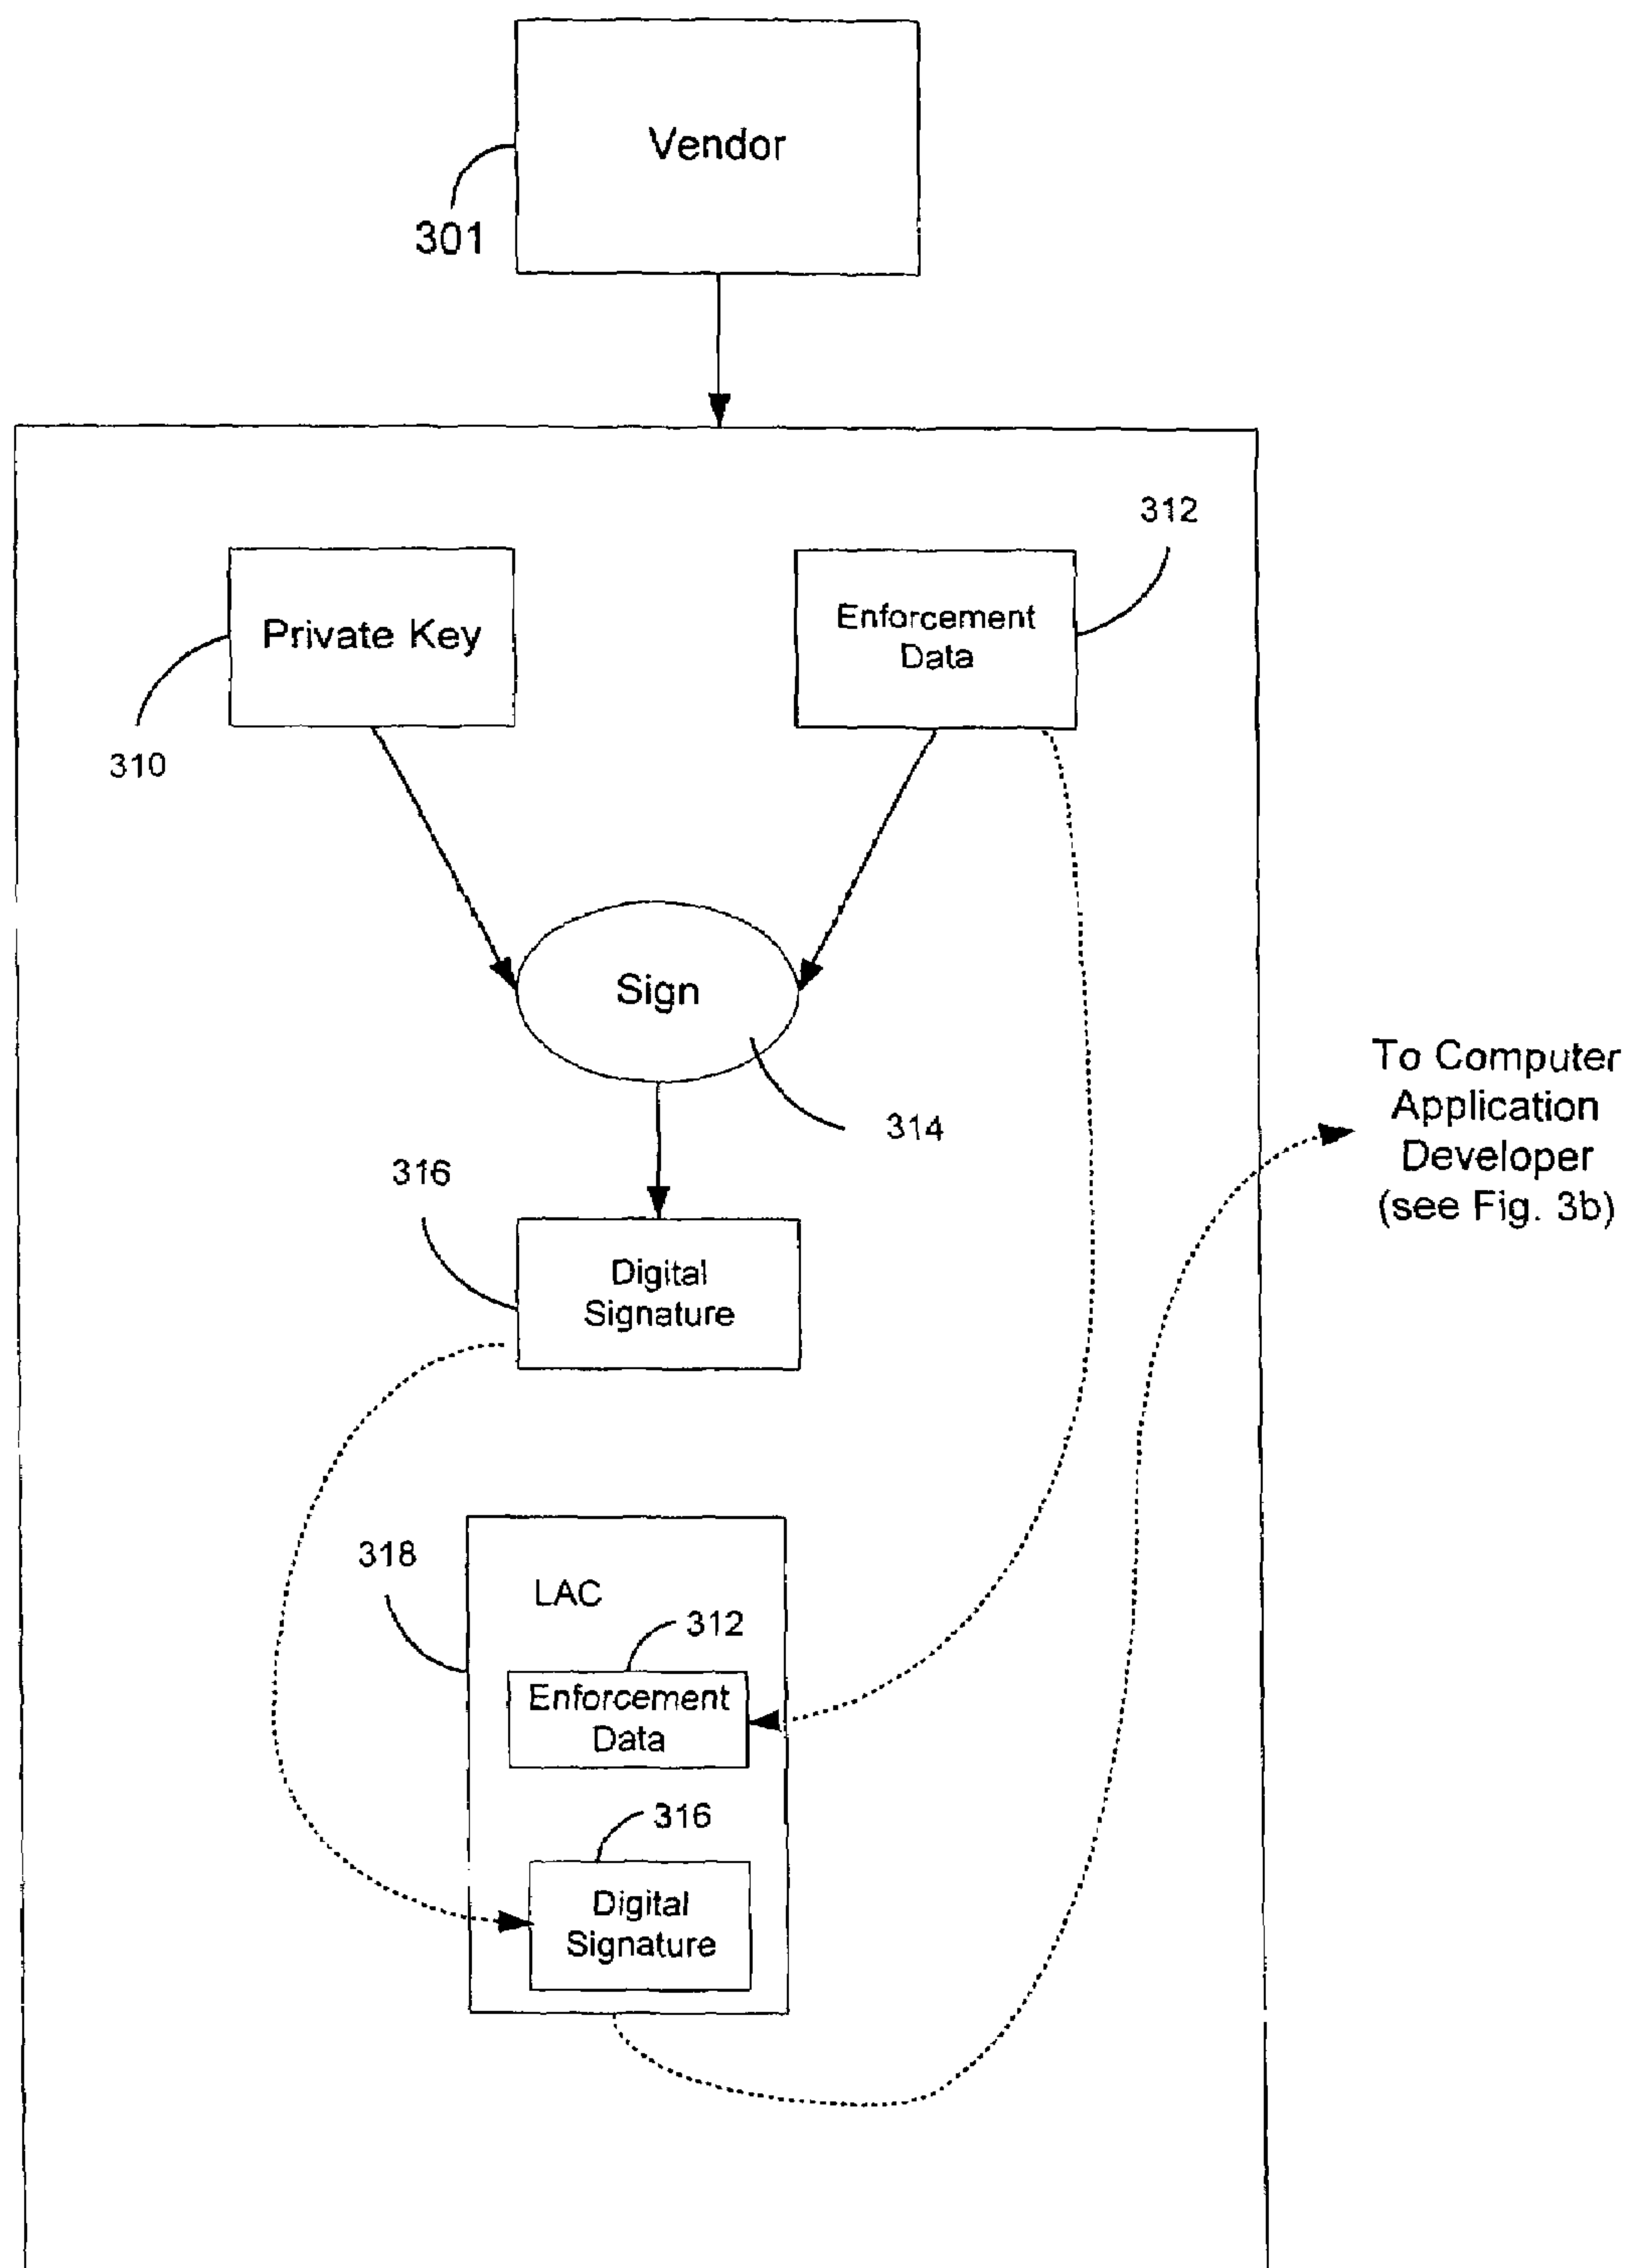 Vendor
301
312
Private Key
Enforcement
Data
310
Sign
314
To Computer
Application
Developer
(see Fig. 3b)
316
Digital
Signature
318
LAC
312
Enforcement
Data
316
Digital
Signature